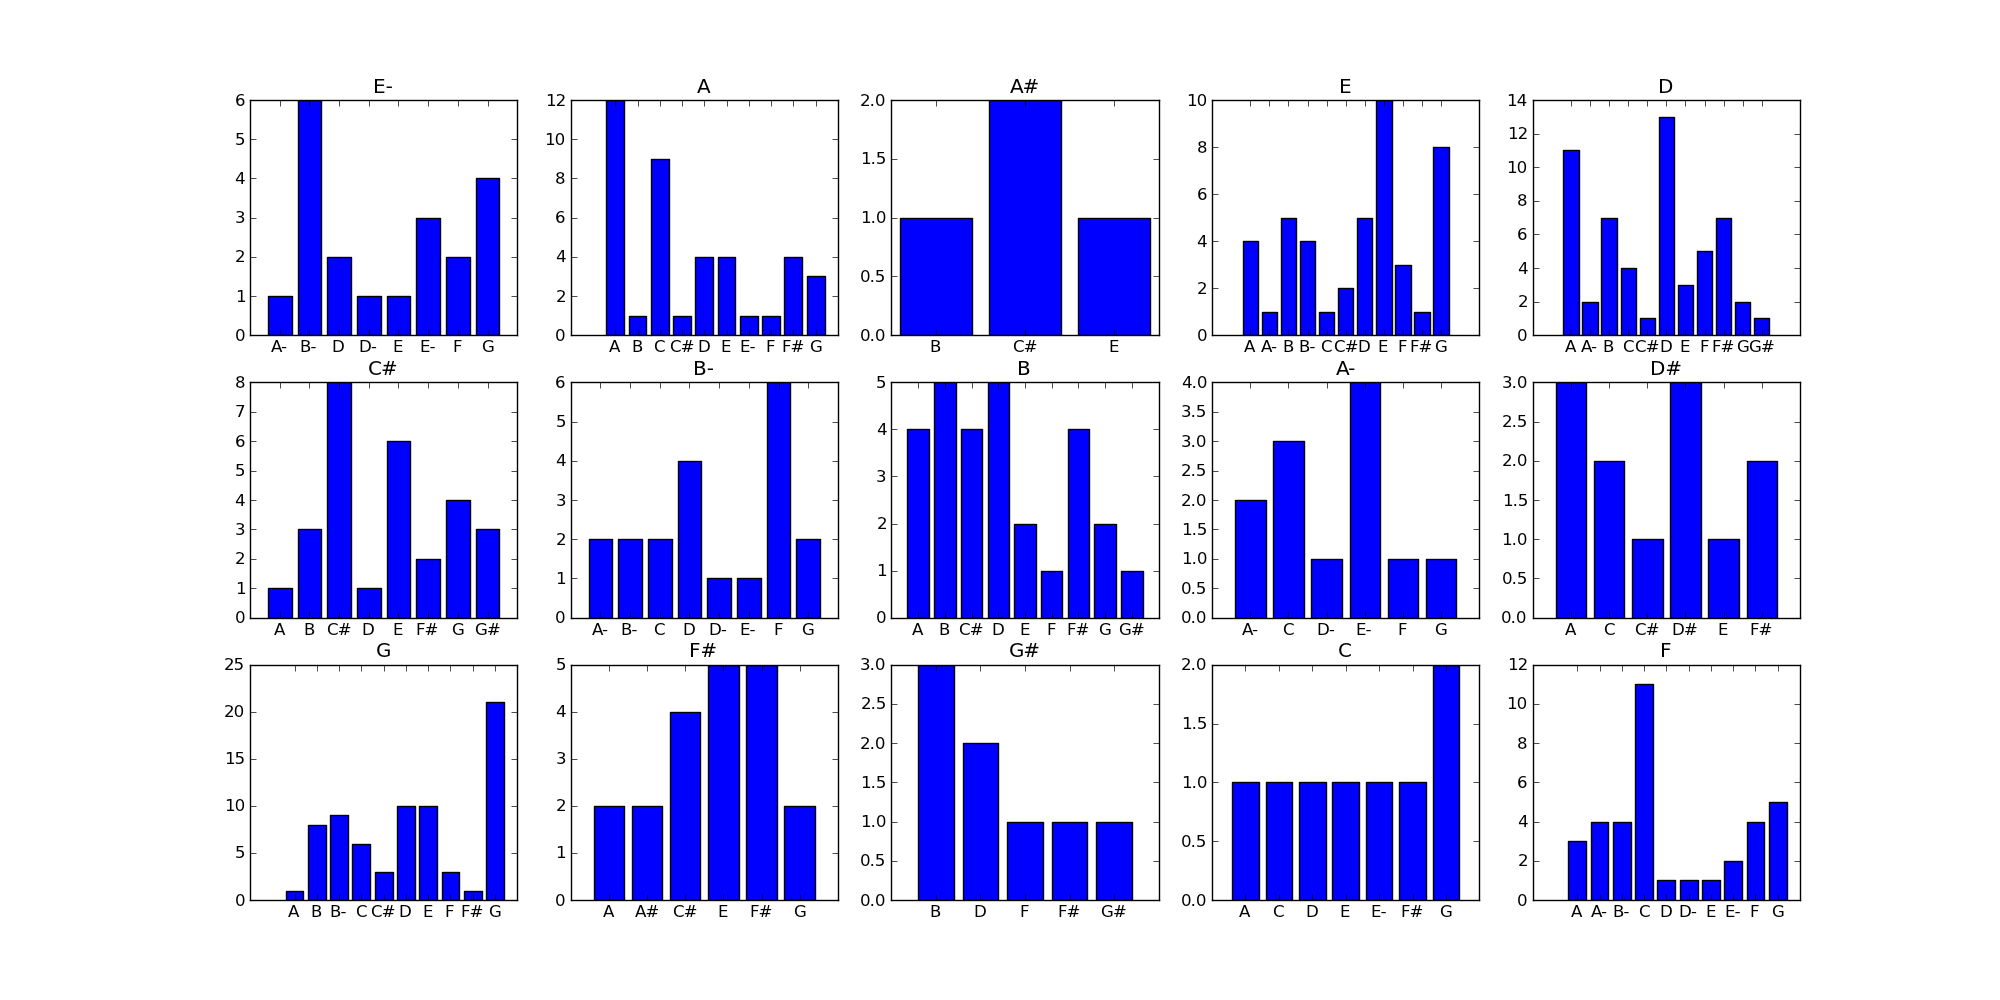 E- A A# E D
6 5 4 3 2 1 0
A- B- D D- E E- F G
12 10 8 6 4 2 0
A B C C# D E E- F F# G
2.0 1.5 1.0 0.5 0.0
B C# E
10 8 6 4 2 0
A A- B B- C C# D E F F# G
14 12 10 8 6 4 2 0
A A- B C C# D E F F# G G#
C# B- B A- D#
8 7 6 5 4 3 2 1 0
A B C# D E F# G G#
6 5 4 3 2 1 0
A- B- C D D- E- F G
5 4 3 2 1 0
A B C# D E F F# G G#
4.0 3.5 3.0 2.5 2.0 1.5 1.0 0.5 0.0
A- C D- E- F G
3.0 2.5 2.0 1.5 1.0 0.5 0.0
A C C# D# E F#
G F# G# C F
25 20 15 10 5 0
A B B- C C# D E F F# G
5 4 3 2 1 0
A A# C# E F# G
3.0 2.5 2.0 1.5 1.0 0.5 0.0
B D F F# G#
2.0 1.5 1.0 0.5 0.0
A C D E E- F# G
12 10 8 6 4 2 0
A A- B- C D D- E E- F G